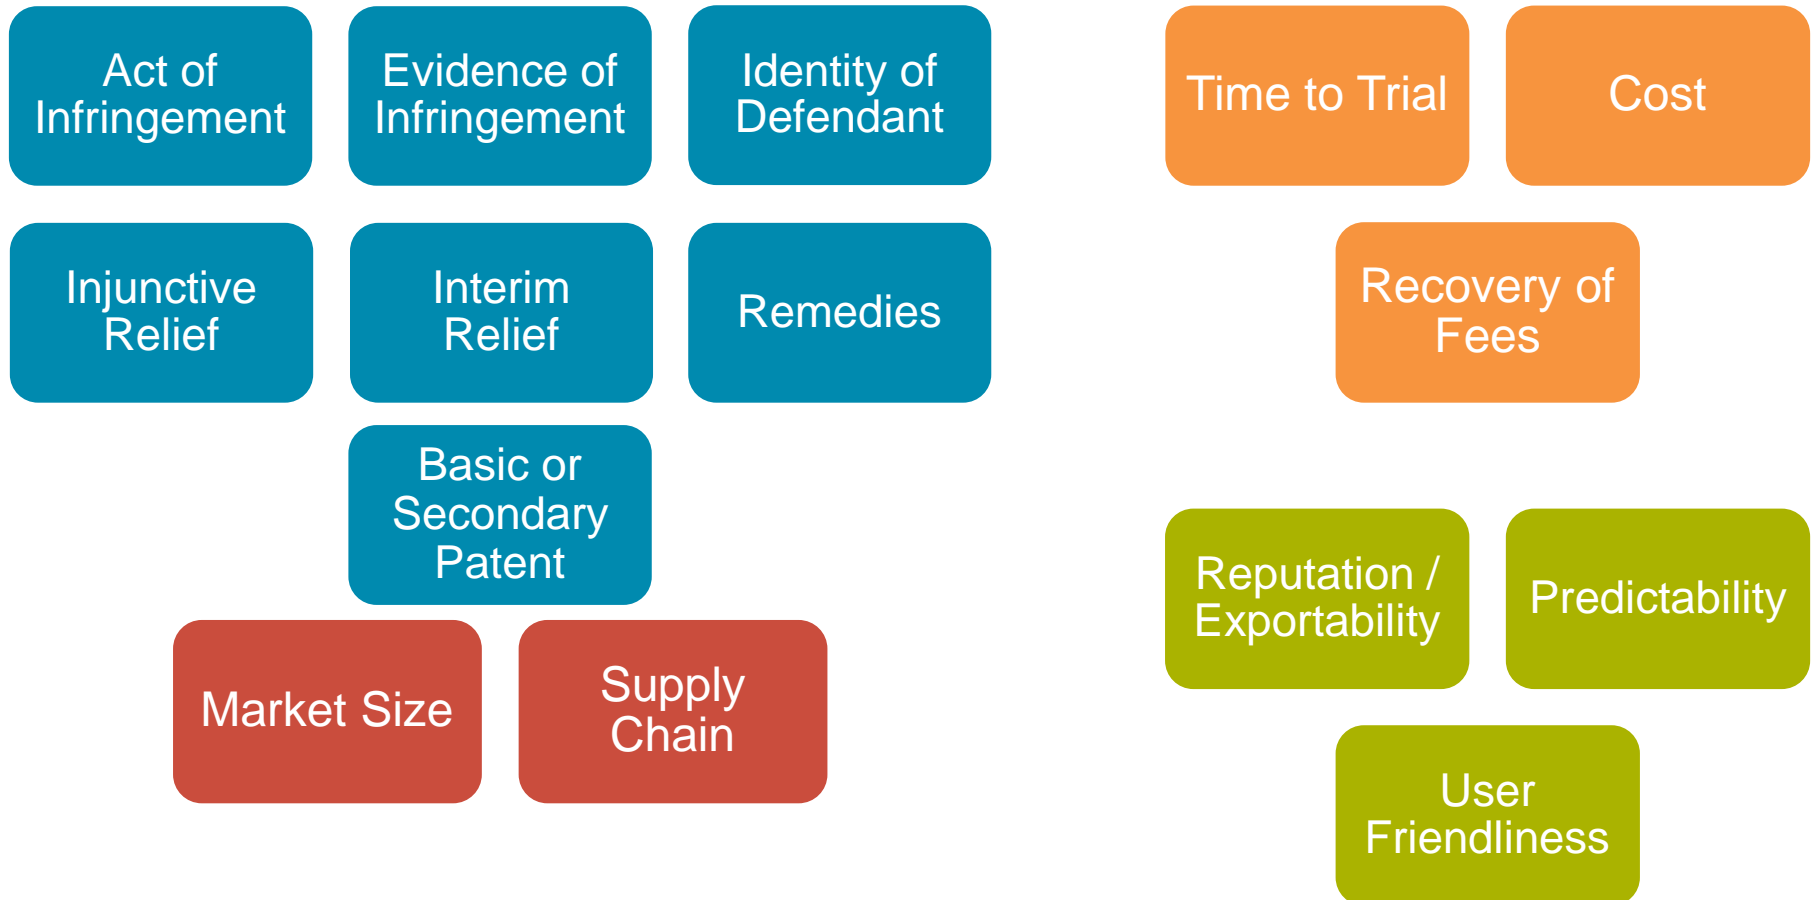 Act of
Infringement
Evidence of
Infringement
Identity of
Defendant
Injunctive
Relief
Interim
Relief
Remedies
Basic or
Secondary
Patent
Market Size
Supply
Chain
Time to Trial
Cost
Recovery of
Fees
Reputation /
Exportability
Predictability
User
Friendliness